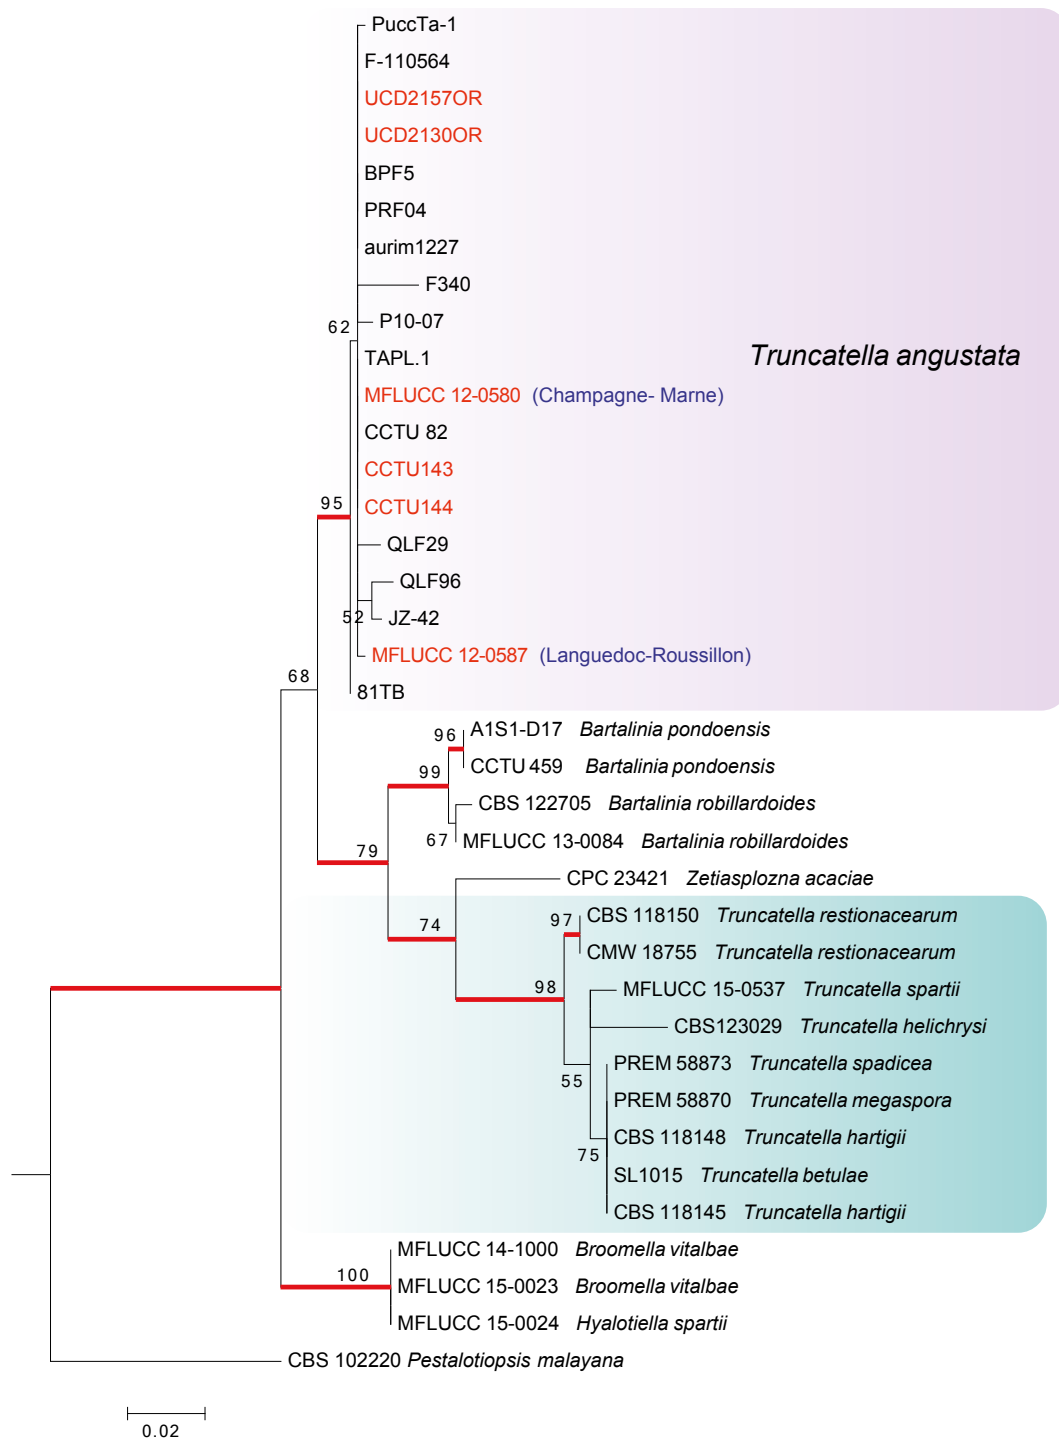 PuccTa-1
F-110564
UCD2157OR
UCD2130OR
BPF5
PRF04
aurim1227
F340
P10-07
62
TAPL.1
Truncatella angustata
MFLUCC 12-0580 (Champagne- Marne)
CCTU 82
CCTU143
95
CCTU144
QLF29
QLF96
52
JZ-42
MFLUCC 12-0587 (Languedoc-Roussillon)
68
81TB
A1S1-D17 Bartalinia pondoensis
96
CCTU 459 Bartalinia pondoensis
99
CBS 122705 Bartalinia robillardoides
67
MFLUCC 13-0084 Bartalinia robillardoides
79
CPC 23421 Zetiasplozna acaciae
74
97
CBS 118150 Truncatella restionacearum
CMW 18755 Truncatella restionacearum
98
MFLUCC 15-0537 Truncatella spartii
CBS123029 Truncatella helichrysi
PREM 58873 Truncatella spadicea
55
PREM 58870 Truncatella megaspora
CBS 118148 Truncatella hartigii
75
SL1015 Truncatella betulae
CBS 118145 Truncatella hartigii
MFLUCC 14-1000 Broomella vitalbae
100
MFLUCC 15-0023 Broomella vitalbae
MFLUCC 15-0024 Hyalotiella spartii
CBS 102220 Pestalotiopsis malayana
0.02